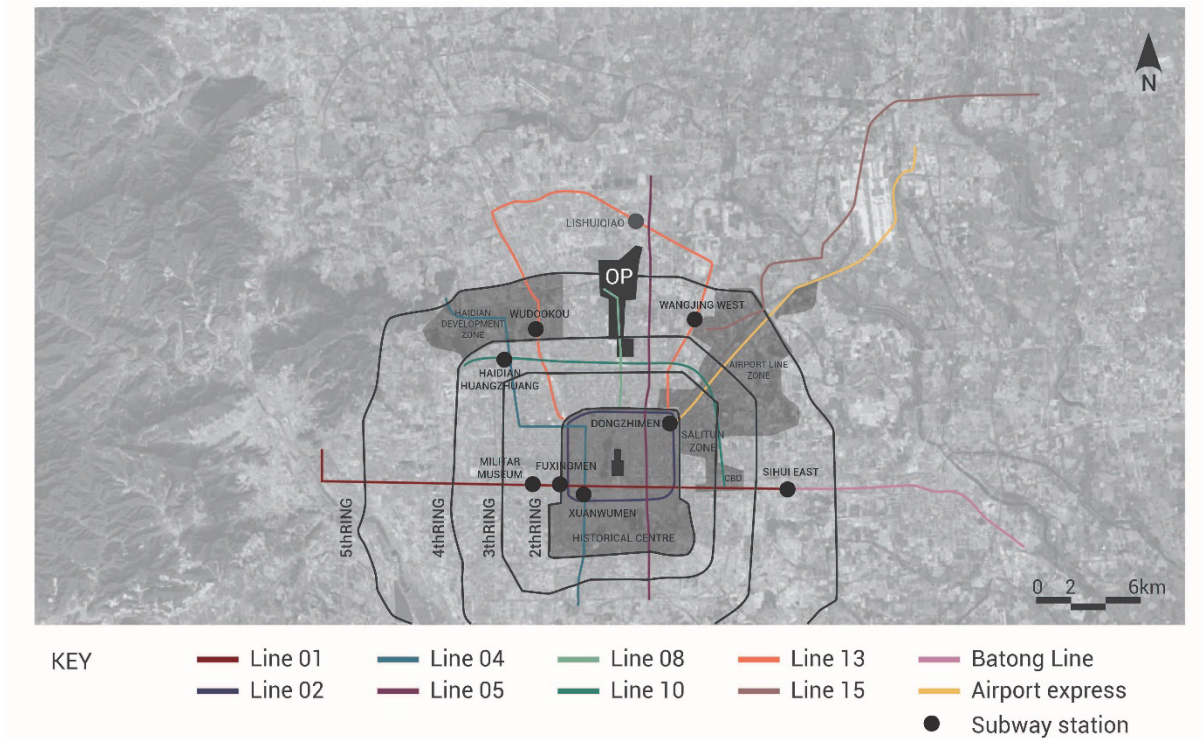 N
LISHUIQIAO
OP
WANGJING WEST
HAIDIAN
DEVELOPMENT
ZONE
WUDOOKOU
HAIDIAN
HUANGZHUANG
AIRPORT LINE
ZONE
DONGZHIMEN
SALITUN
ZONE
MILITAR
MUSEUM
FUXINGMEN
CBD
SIHUI EAST
XUANWUMEN
HISTORICAL CENTRE
5thRING
4thRING
3thRING
2thRING
0 2 6km
KEY
Line 01
Line 04
Line 08
Line 13
Batong Line
Line 02
Line 05
Line 10
Line 15
Airport express
Subway station